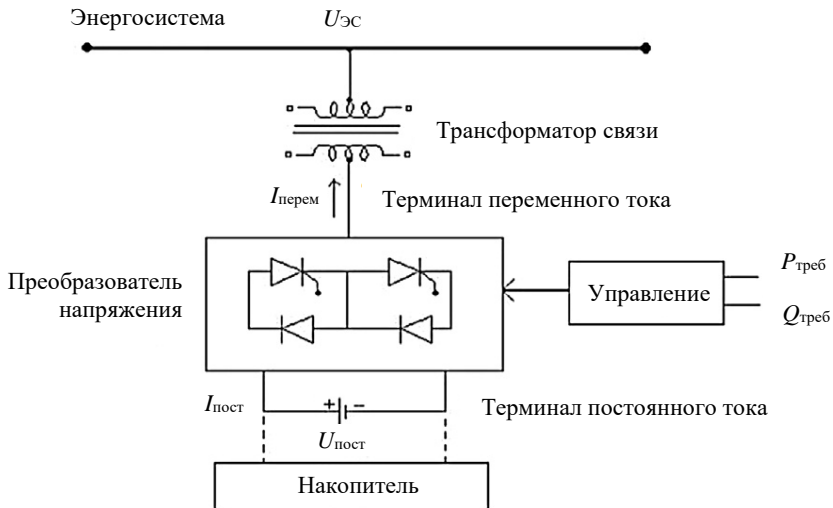 Энергосистема
UЭС
Трансформатор связи
Iперем
Терминал переменного тока
Преобразователь
напряжения
Управление
Pтреб
Qтреб
Iпост
+ −
Терминал постоянного тока
Uпост
Накопитель